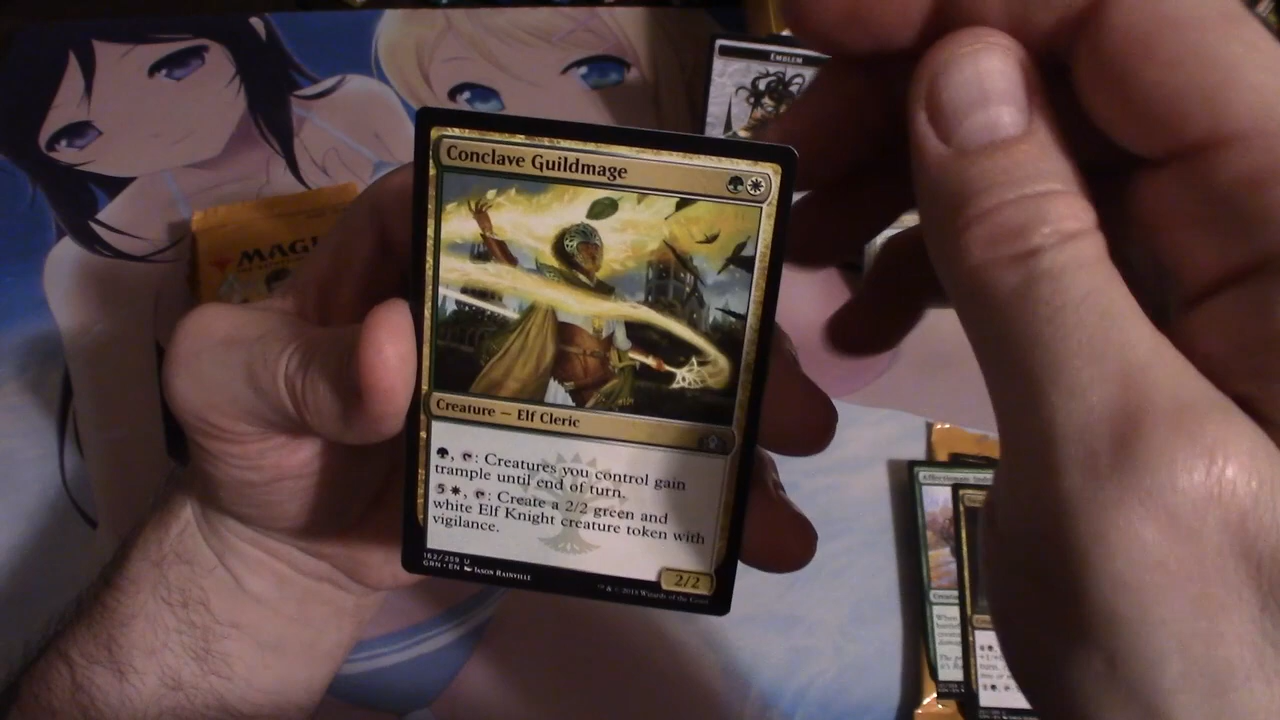 EMBLEM
Conclave Guildmage
MAGI
Creature — Elf Cleric
: Creatures you control gain
trample until end of turn.
5 , : Create a 2/2 green and
white Elf Knight creature token with
vigilance.
162/259 U
GRN • EN Jason Rainville
™ & © 2018 Wizards of the Coast
2/2
Affectionate